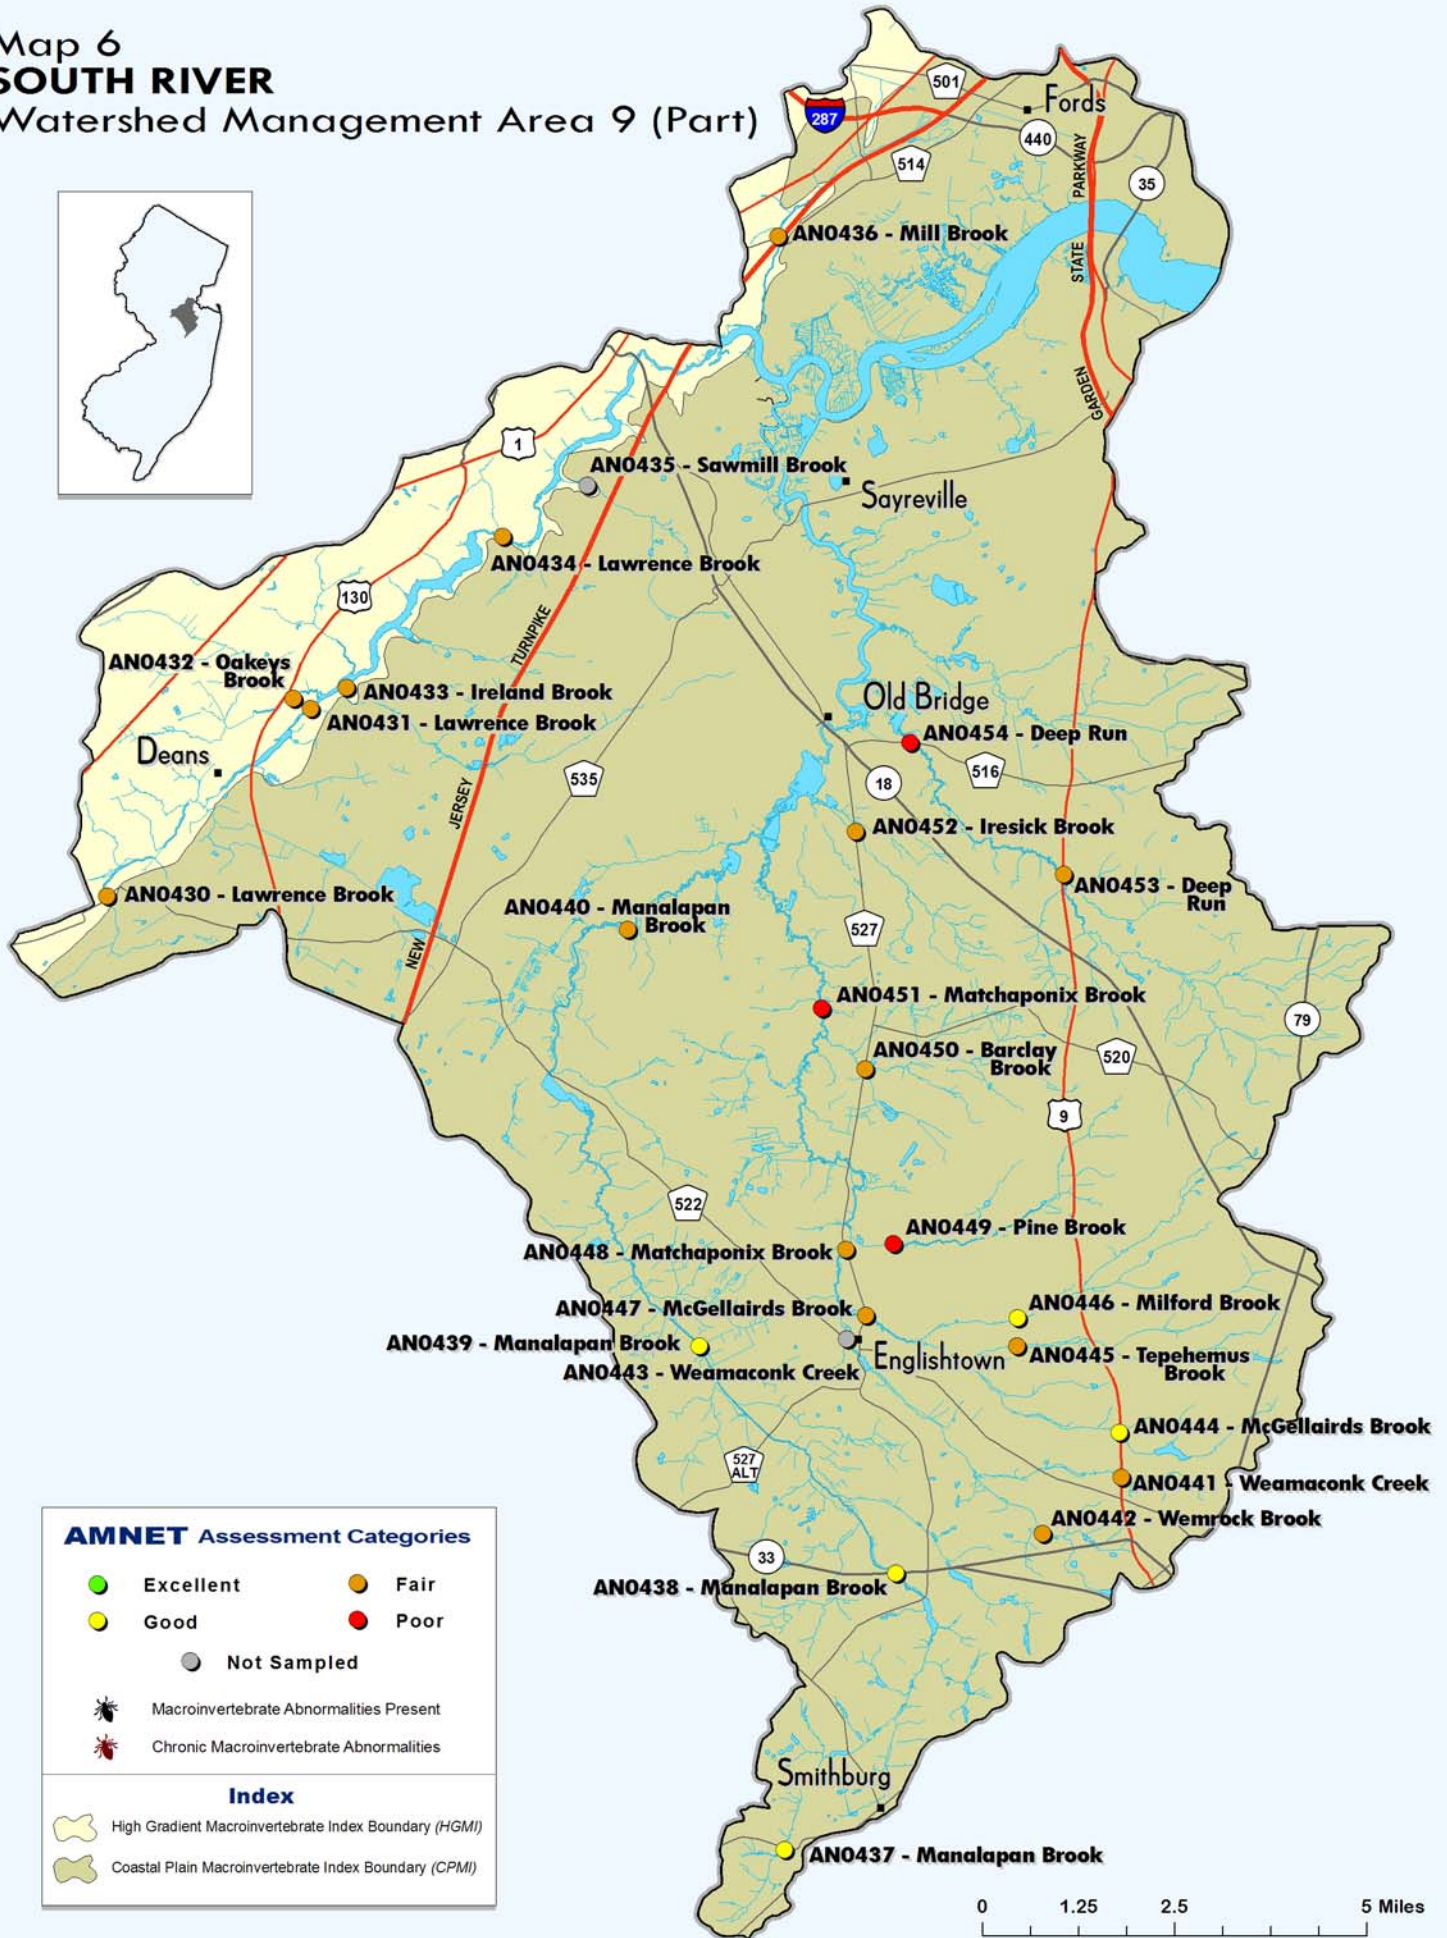 Map 6
SOUTH RIVER
Watershed Management Area 9 (Part)
501
Fords
287
440
514
PARKWAY
35
AN0436 - Mill Brook
STATE
GARDEN
1
AN0435 - Sawmill Brook
Sayreville
AN0434 - Lawrence Brook
130
TURNPIKE
AN0432 - Oakeys
Brook
AN0433 - Ireland Brook
Old Bridge
AN0431 - Lawrence Brook
AN0454 - Deep Run
Deans
516
535
18
JERSEY
AN0452 - Iresick Brook
AN0453 - Deep
Run
AN0430 - Lawrence Brook
AN0440 - Manalapan
Brook
527
NEW
AN0451 - Matchaponix Brook
79
AN0450 - Barclay
Brook
520
9
522
AN0449 - Pine Brook
AN0448 - Matchaponix Brook
AN0446 - Milford Brook
AN0447 - McGellairds Brook
AN0439 - Manalapan Brook
Englishtown
AN0445 - Tepehemus
Brook
AN0443 - Weamaconk Creek
AN0444 - McGellairds Brook
527
ALT
AN0441 - Weamaconk Creek
AN0442 - Wemrock Brook
33
AN0438 - Manalapan Brook
Smithburg
AN0437 - Manalapan Brook
AMNET Assessment Categories
Excellent
Fair
Good
Poor
Not Sampled
Macroinvertebrate Abnormalities Present
Chronic Macroinvertebrate Abnormalities
Index
High Gradient Macroinvertebrate Index Boundary (HGMI)
Coastal Plain Macroinvertebrate Index Boundary (CPMI)
0 1.25 2.5 5 Miles